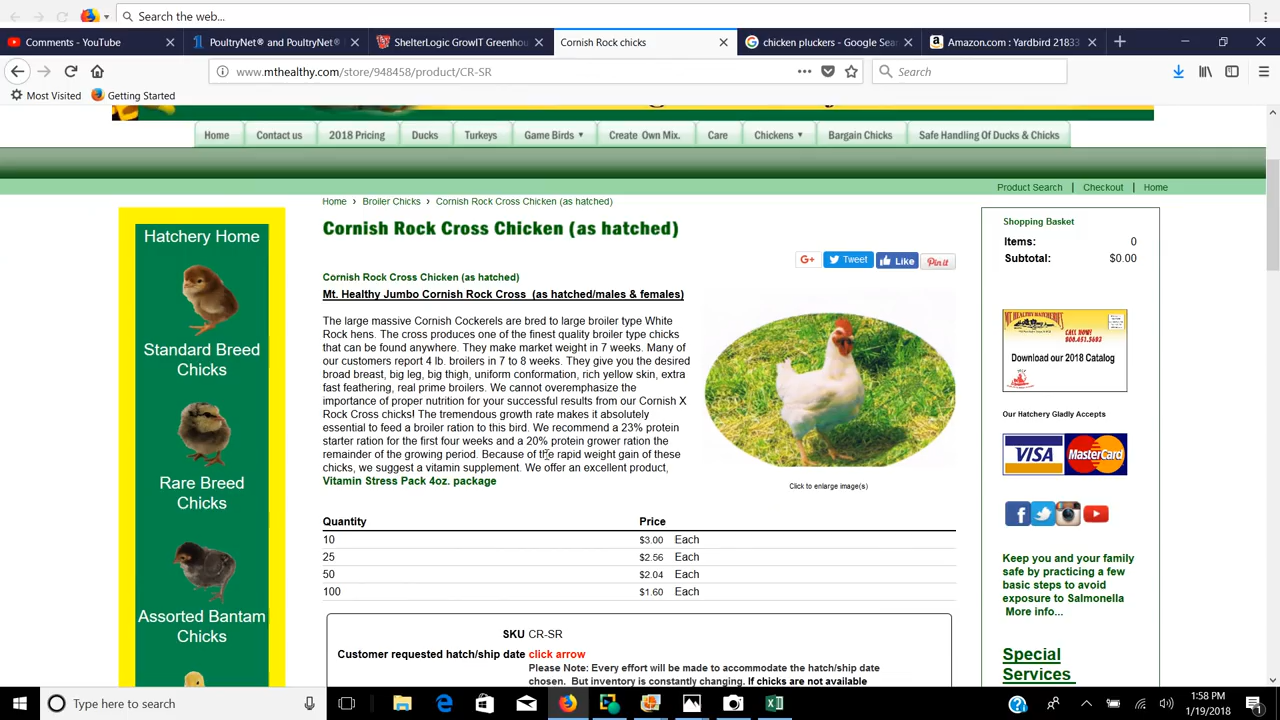 Search the web...
Comments - YouTube
PoultryNet® and PoultryNet
ShelterLogic GrowIT Greenhou
Cornish Rock chicks
chicken pluckers - Google Sea
Amazon.com : Yardbird 21833
www.mthealthy.com/store/948458/product/CR-SR
Search
Most Visited
Getting Started
Home
Contact us
2018 Pricing
Ducks
Turkeys
Game Birds
Create Own Mix.
Care
Chickens
Bargain Chicks
Safe Handling Of Ducks & Chicks
Product Search | Checkout | Home
Home › Broiler Chicks › Cornish Rock Cross Chicken (as hatched)
Hatchery Home
Standard Breed
Chicks
Rare Breed
Chicks
Assorted Bantam
Chicks
Cornish Rock Cross Chicken (as hatched)
G+
Tweet
Like
Pin it
Cornish Rock Cross Chicken (as hatched)
Mt. Healthy Jumbo Cornish Rock Cross (as hatched/males & females)
The large massive Cornish Cockerels are bred to large broiler type White
Rock hens. The cross produces one of the finest quality broiler type chicks
that can be found anywhere. They make market weight in 7 weeks. Many of
our customers report 4 lb. broilers in 7 to 8 weeks. They give you the desired
broad breast, big leg, big thigh, uniform conformation, rich yellow skin, extra
fast feathering, real prime broilers. We cannot overemphasize the
importance of proper nutrition for your successful results from our Cornish X
Rock Cross chicks! The tremendous growth rate makes it absolutely
essential to feed a broiler ration to this bird. We recommend a 23% protein
starter ration for the first four weeks and a 20% protein grower ration the
remainder of the growing period. Because of the rapid weight gain of these
chicks, we suggest a vitamin supplement. We offer an excellent product,
Vitamin Stress Pack 4oz. package
Click to enlarge image(s)
Quantity Price
10 $3.00 Each
25 $2.56 Each
50 $2.04 Each
100 $1.60 Each
SKU CR-SR
Customer requested hatch/ship date click arrow
Please Note: Every effort will be made to accommodate the hatch/ship date
chosen. But inventory is constantly changing. If chicks are not available
Shopping Basket
Items: 0
Subtotal: $0.00
MT HEALTHY HATCHERIES
CALL NOW!
Download our 2018 Catalog
Our Hatchery Gladly Accepts
VISA
MasterCard
Keep you and your family
safe by practicing a few
basic steps to avoid
exposure to Salmonella
More info...
Special
Services
Type here to search
1:58 PM
1/19/2018